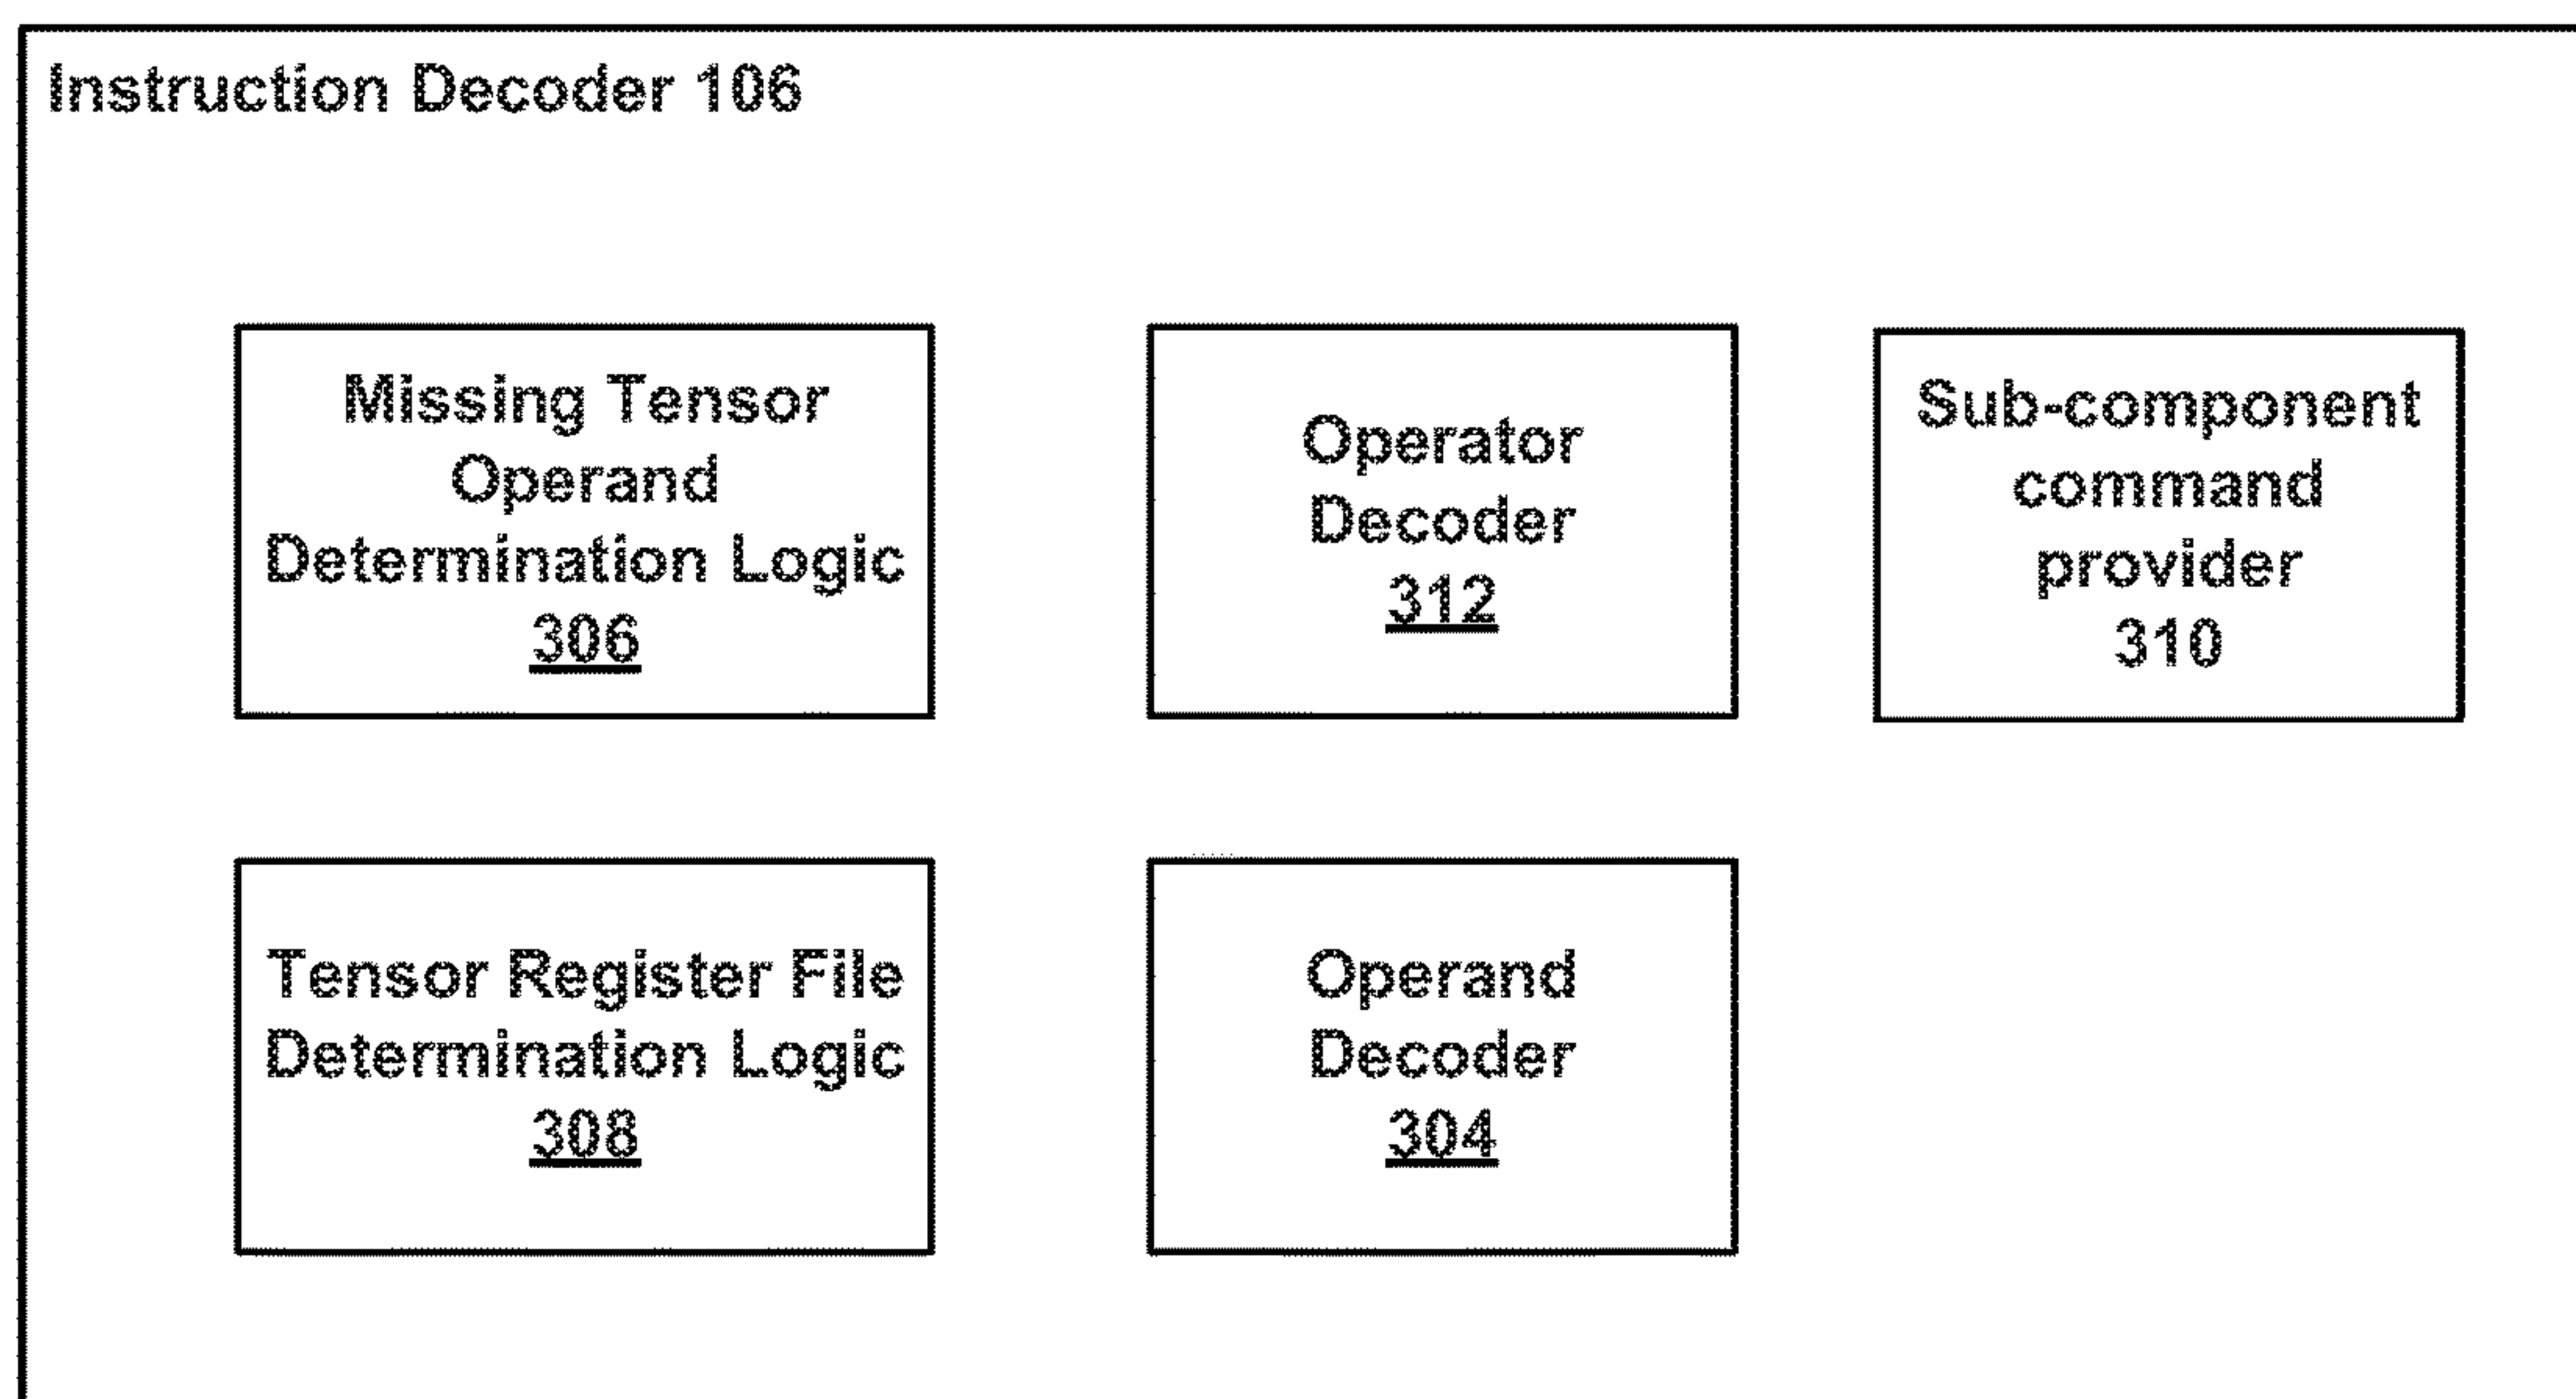 Instruction Decoder 106
Missing Tensor
Operand
Determination Logic
306
Operator
Decoder
312
Sub-component
command
provider
310
Tensor Register File
Determination Logic
308
Operand
Decoder
304